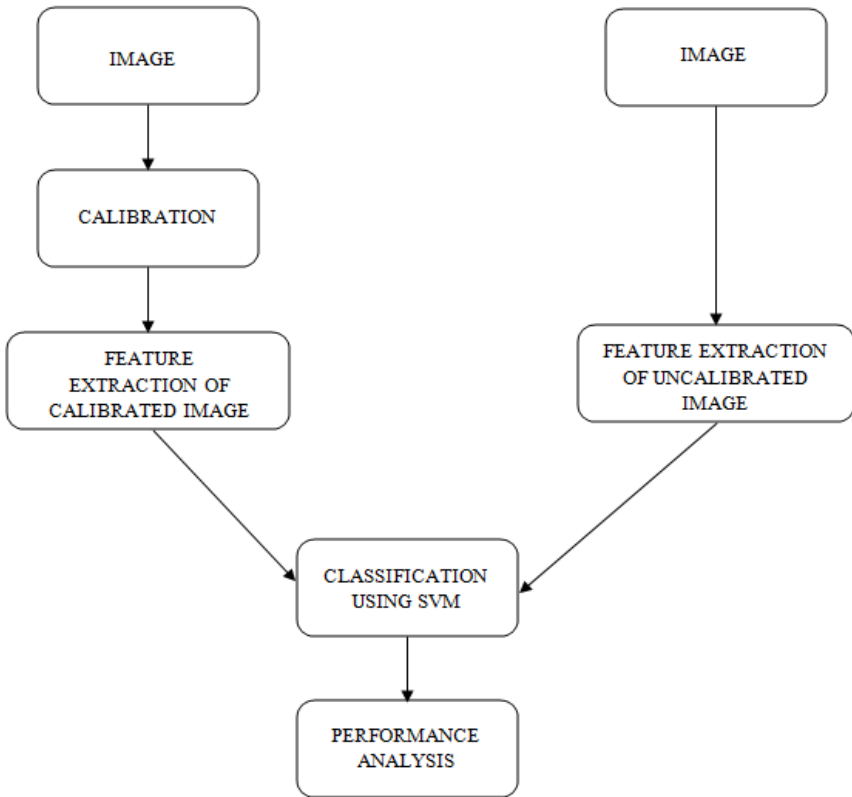 IMAGE
IMAGE
CALIBRATION
FEATURE
EXTRACTION OF
CALIBRATED IMAGE
FEATURE EXTRACTION
OF UNCALIBRATED
IMAGE
CLASSIFICATION
USING SVM
PERFORMANCE
ANALYSIS